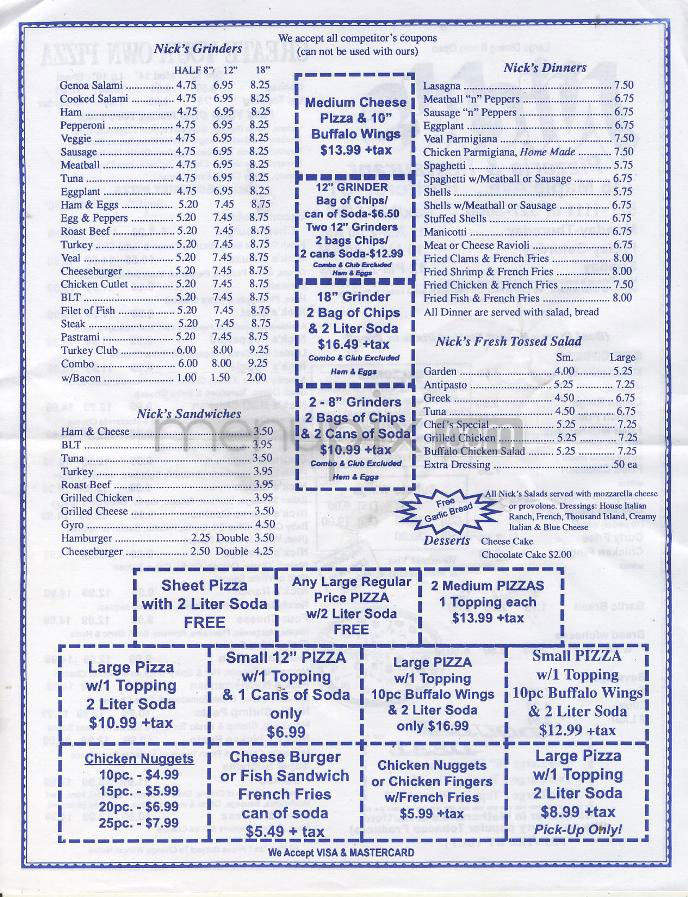 We accept all competitor's coupons
(can not be used with ours)
Nick's Grinders
HALF 8" 12" 18"
Genoa Salami 4.75 6.95 8.25
Cooked Salami 4.75 6.95 8.25
Ham 4.75 6.95 8.25
Pepperoni 4.75 6.95 8.25
Veggie 4.75 6.95 8.25
Sausage 4.75 6.95 8.25
Meatball 4.75 6.95 8.25
Tuna 4.75 6.95 8.25
Eggplant 4.75 6.95 8.25
Ham & Eggs 5.20 7.45 8.75
Egg & Peppers 5.20 7.45 8.75
Roast Beef 5.20 7.45 8.75
Turkey 5.20 7.45 8.75
Veal 5.20 7.45 8.75
Cheeseburger 5.20 7.45 8.75
Chicken Cutlet 5.20 7.45 8.75
BLT 5.20 7.45 8.75
Filet of Fish 5.20 7.45 8.75
Steak 5.20 7.45 8.75
Pastrami 5.20 7.45 8.75
Turkey Club 6.00 8.00 9.25
Combo 6.00 8.00 9.25
w/Bacon 1.00 1.50 2.00
Nick's Sandwiches
Ham & Cheese 3.50
BLT 3.95
Tuna 3.50
Turkey 3.95
Roast Beef 3.95
Grilled Chicken 3.95
Grilled Cheese 3.50
Gyro 4.50
Hamburger 2.25 Double 3.50
Cheeseburger 2.50 Double 4.25
Medium Cheese
PIzza & 10"
Buffalo Wings
$13.99 +tax
12" GRINDER
Bag of Chips/
can of Soda-$6.50
Two 12" Grinders
2 bags Chips/
2 cans Soda-$12.99
Combo & Club Excluded
Ham & Eggs
18" Grinder
2 Bag of Chips
& 2 Liter Soda
$16.49 +tax
Combo & Club Excluded
Ham & Eggs
2 - 8" Grinders
2 Bags of Chips
& 2 Cans of Soda
$10.99 +tax
Combo & Club Excluded
Ham & Eggs
Nick's Dinners
Lasagna 7.50
Meatball "n" Peppers 6.75
Sausage "n" Peppers 6.75
Eggplant 6.75
Veal Parmigiana 7.50
Chicken Parmigiana, Home Made 7.50
Spaghetti 5.75
Spaghetti w/Meatball or Sausage 6.75
Shells 5.75
Shells w/Meatball or Sausage 6.75
Stuffed Shells 6.75
Manicotti 6.75
Meat or Cheese Ravioli 6.75
Fried Clams & French Fries 8.00
Fried Shrimp & French Fries 8.00
Fried Chicken & French Fries 7.50
Fried Fish & French Fries 8.00
All Dinner are served with salad, bread
Nick's Fresh Tossed Salad
Sm. Large
Garden 4.00 5.25
Antipasto 5.25 7.25
Greek 4.50 6.75
Tuna 4.50 6.75
Chef's Special 5.25 7.25
Grilled Chicken 5.25 7.25
Buffalo Chicken Salad 5.25 7.25
Extra Dressing .50 ea
Free
Garlic Bread
All Nick's Salads served with mozzarella cheese
or provolone. Dressings: House Italian
Ranch, French, Thousand Island, Creamy
Italian & Blue Cheese
Desserts Cheese Cake
Chocolate Cake $2.00
Sheet Pizza
with 2 Liter Soda
FREE
Any Large Regular
Price PIZZA
w/2 Liter Soda
FREE
2 Medium PIZZAS
1 Topping each
$13.99 +tax
Large Pizza
w/1 Topping
2 Liter Soda
$10.99 +tax
Small 12" PIZZA
w/1 Topping
& 1 Cans of Soda
only
$6.99
Large PIZZA
w/1 Topping
10pc Buffalo Wings
& 2 Liter Soda
only $16.99
Small PIZZA
w/1 Topping
10pc Buffalo Wings
& 2 Liter Soda
$12.99 +tax
Chicken Nuggets
10pc. - $4.99
15pc. - $5.99
20pc. - $6.99
25pc. - $7.99
Cheese Burger
or Fish Sandwich
French Fries
can of soda
$5.49 + tax
Chicken Nuggets
or Chicken Fingers
w/French Fries
$5.99 +tax
Large Pizza
w/1 Topping
2 Liter Soda
$8.99 +tax
Pick-Up Only!
We Accept VISA & MASTERCARD